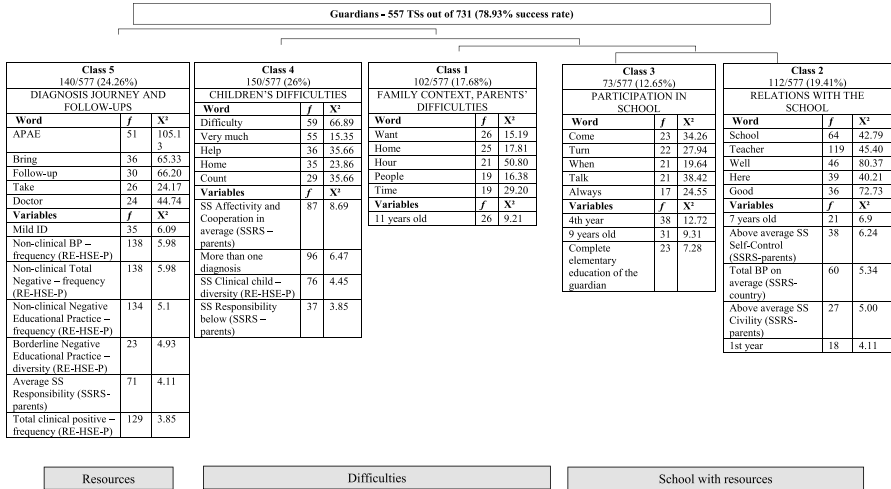 Guardians - 557 TSs out of 731 (78.93% success rate)
Class 5
140/577 (24.26%)
DIAGNOSIS JOURNEY AND
FOLLOW-UPS
Word f X²
APAE 51 105.1
3
Bring 36 65.33
Follow-up 30 66.20
Take 26 24.17
Doctor 24 44.74
Variables f X²
Mild ID 35 6.09
Non-clinical BP – 138 5.98
frequency (RE-HSE-P)
Non-clinical Total 138 5.98
Negative – frequency
(RE-HSE-P)
Non-clinical Negative 134 5.1
Educational Practice –
frequency (RE-HSE-P)
Borderline Negative 23 4.93
Educational Practice –
diversity (RE-HSE-P)
Average SS 71 4.11
Responsibility (SSRS-
parents)
Total clinical positive – 129 3.85
frequency (RE-HSE-P)
Class 4
150/577 (26%)
CHILDREN'S DIFFICULTIES
Word f X²
Difficulty 59 66.89
Very much 55 15.35
Help 36 35.66
Home 35 23.86
Count 29 35.66
Variables f X²
SS Affectivity and 87 8.69
Cooperation in
average (SSRS –
parents)
More than one 96 6.47
diagnosis
SS Clinical child – 76 4.45
diversity (RE-HSE-P)
SS Responsibility 37 3.85
below (SSRS –
parents)
Class 1
102/577 (17.68%)
FAMILY CONTEXT, PARENTS'
DIFFICULTIES
Word f X²
Want 26 15.19
Home 25 17.81
Hour 21 50.80
People 19 16.38
Time 19 29.20
Variables f X²
11 years old 26 9.21
Class 3
73/577 (12.65%)
PARTICIPATION IN
SCHOOL
Word f X²
Come 23 34.26
Turn 22 27.94
When 21 19.64
Talk 21 38.42
Always 17 24.55
Variables f X²
4th year 38 12.72
9 years old 31 9.31
Complete 23 7.28
elementary
education of the
guardian
Class 2
112/577 (19.41%)
RELATIONS WITH THE
SCHOOL
Word f X²
School 64 42.79
Teacher 119 45.40
Well 46 80.37
Here 39 40.21
Good 36 72.73
Variables f X²
7 years old 21 6.9
Above average SS 38 6.24
Self-Control
(SSRS-parents)
Total BP on 60 5.34
average (SSRS-
country)
Above average SS 27 5.00
Civility (SSRS-
parents)
1st year 18 4.11
Resources
Difficulties
School with resources